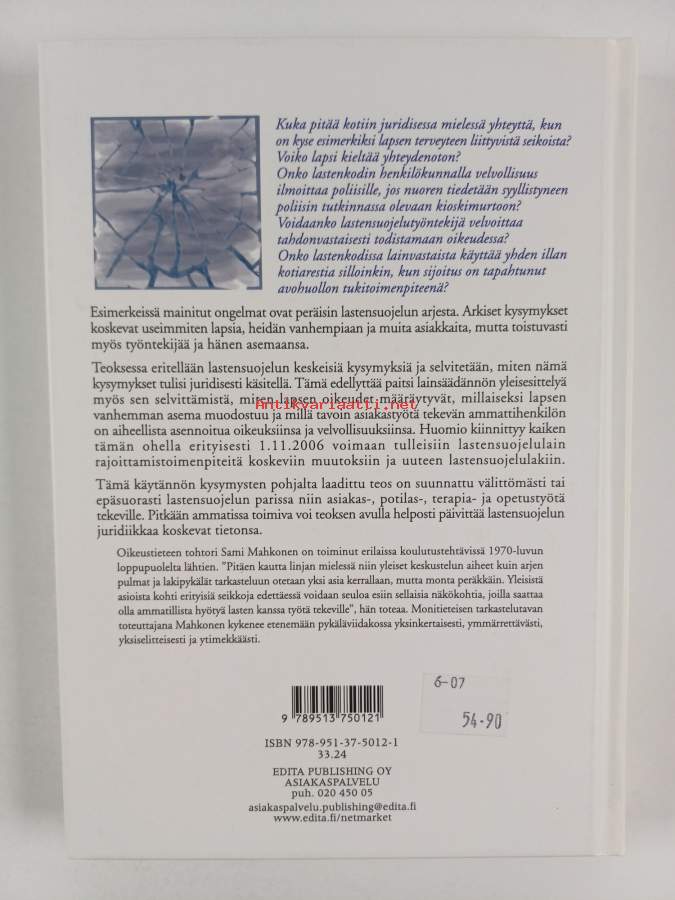 Kuka pitää kotiin juridisessa mielessä yhteyttä, kun
on kyse esimerkiksi lapsen terveyteen liittyvistä seikoista?
Voiko lapsi kieltää yhteydenoton?
Onko lastenkodin henkilökunnalla velvollisuus
ilmoittaa poliisille, jos nuoren tiedetään syyllistyneen
poliisin tutkinnassa olevaan kioskimurtoon?
Voidaanko lastensuojelutyöntekijä velvoittaa
tahdonvastaisesti todistamaan oikeudessa?
Onko lastenkodissa lainvastaista käyttää yhden illan
kotiarestia silloinkin, kun sijoitus on tapahtunut
avohuollon tukitoimenpiteenä?
Esimerkeissä mainitut ongelmat ovat peräisin lastensuojelun arjesta. Arkiset kysymykset
koskevat useimmiten lapsia, heidän vanhempiaan ja muita asiakkaita, mutta toistuvasti
myös työntekijää ja hänen asemaansa.
Teoksessa eritellään lastensuojelun keskeisiä kysymyksiä ja selvitetään, miten nämä
kysymykset tulisi juridisesti käsitellä. Tämä edellyttää paitsi lainsäädännön yleisesittelyä
myös sen selvittämistä, miten lapsen oikeudet määräytyvät, millaiseksi lapsen
Antikvariaatti.net
vanhemman asema muodostuu ja millä tavoin asiakastyötä tekevän ammattihenkilön
on aiheellista asennoitua oikeuksiinsa ja velvollisuuksiinsa. Huomio kiinnittyy kaiken
tämän ohella erityisesti 1.11.2006 voimaan tulleisiin lastensuojelulain
rajoittamistoimenpiteitä koskeviin muutoksiin ja uuteen lastensuojelulakiin.
Tämä käytännön kysymysten pohjalta laadittu teos on suunnattu välittömästi tai
epäsuorasti lastensuojelun parissa niin asiakas-, potilas-, terapia- ja opetustyötä
tekeville. Pitkään ammatissa toimiva voi teoksen avulla helposti päivittää lastensuojelun
juridiikkaa koskevat tietonsa.
Oikeustieteen tohtori Sami Mahkonen on toiminut erilaissa koulutustehtävissä 1970-luvun
loppupuolelta lähtien. "Pitäen kautta linjan mielessä niin yleiset keskustelun aiheet kuin arjen
pulmat ja lakipykälät tarkasteluun otetaan yksi asia kerrallaan, mutta monta peräkkäin. Yleisistä
asioista kohti erityisiä seikkoja edettäessä voidaan seuloa esiin sellaisia näkökohtia, joilla saattaa
olla ammatillista hyötyä lasten kanssa työtä tekeville", hän toteaa. Monitieteisen tarkastelutavan
toteuttajana Mahkonen kykenee etenemään pykäläviidakossa yksinkertaisesti, ymmärrettävästi,
yksiselitteisesti ja ytimekkäästi.
6-07
54-90
9 789513 750121
ISBN 978-951-37-5012-1
33.24
EDITA PUBLISHING OY
ASIAKASPALVELU
puh. 020 450 05
asiakaspalvelu.publishing@edita.fi
www.edita.fi/netmarket